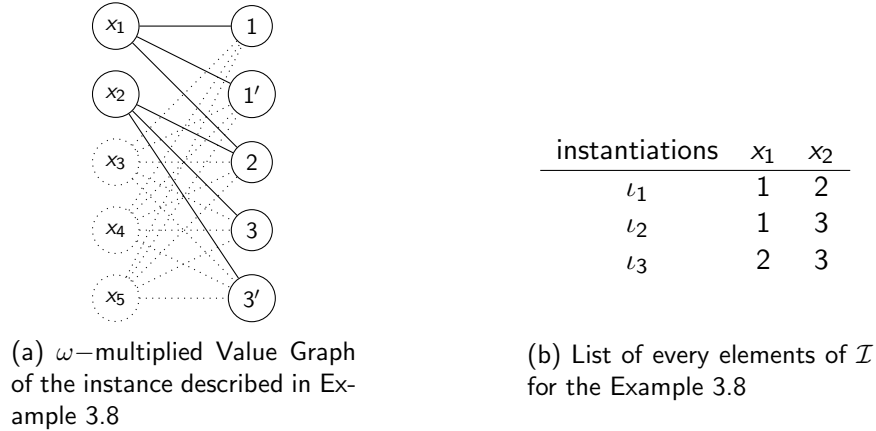 x₁ 1
x₂ 1′
x₃ 2
x₄ 3
x₅ 3′
(a) ω−multiplied Value Graph
of the instance described in Ex-
ample 3.8
instantiations x₁ x₂
ι₁ 1 2
ι₂ 1 3
ι₃ 2 3
(b) List of every elements of ℐ
for the Example 3.8